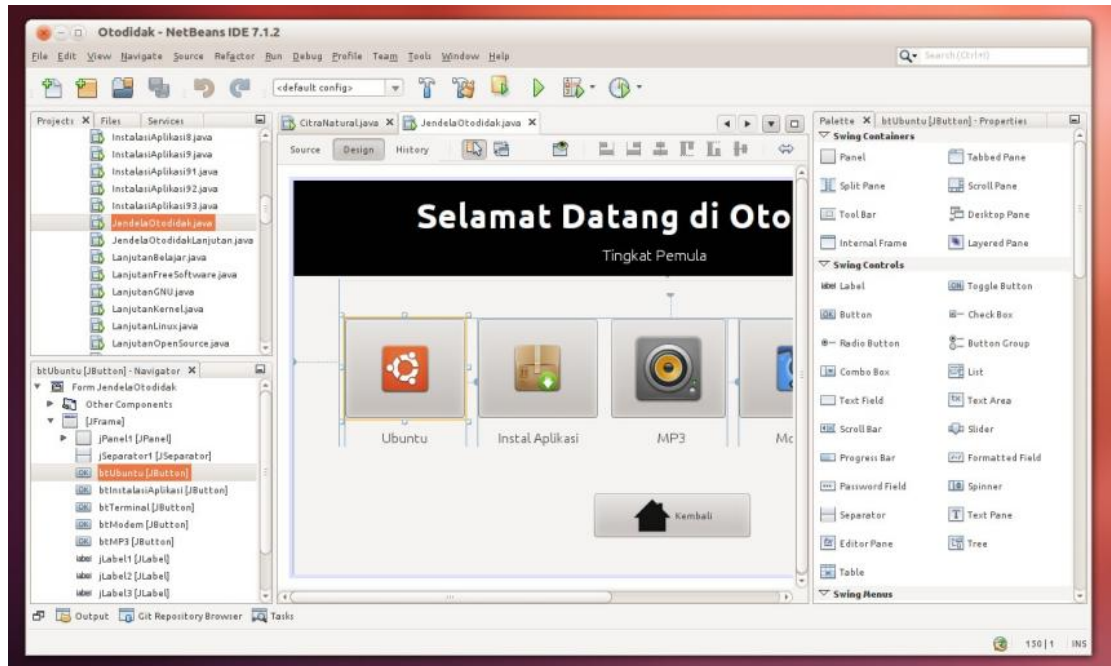 Otodidak - NetBeans IDE 7.1.2
File Edit View Navigate Source Refactor Run Debug Profile Team Tools Window Help
Search (Ctrl+I)
<default config>
Projects Files Services
InstalasiAplikasi8.java
InstalasiAplikasi9.java
InstalasiAplikasi91.java
InstalasiAplikasi92.java
InstalasiAplikasi93.java
JendelaOtodidak.java
JendelaOtodidakLanjutan.java
LanjutanBelajar.java
LanjutanFreeSoftware.java
LanjutanGNU.java
LanjutanKernel.java
LanjutanLinux.java
LanjutanOpenSource.java
btUbuntu [JButton] - Navigator
Form JendelaOtodidak
Other Components
[JFrame]
jPanel1 [JPanel]
jSeparator1 [JSeparator]
btUbuntu [JButton]
btInstalasiAplikasi [JButton]
btTerminal [JButton]
btModem [JButton]
btMP3 [JButton]
label jLabel1 [JLabel]
label jLabel2 [JLabel]
label jLabel3 [JLabel]
CitraNatural.java JendelaOtodidak.java
Source Design History
Selamat Datang di Oto
Tingkat Pemula
Ubuntu Instal Aplikasi MP3 Mo
Kembali
Palette btUbuntu [JButton] - Properties
Swing Containers
Panel Tabbed Pane
Split Pane Scroll Pane
Tool Bar Desktop Pane
Internal Frame Layered Pane
Swing Controls
label Label OK Toggle Button
OK Button Check Box
Radio Button Button Group
Combo Box List
Text Field Text Area
Scroll Bar Slider
Progress Bar Formatted Field
Password Field Spinner
Separator Text Pane
Editor Pane Tree
Table
Swing Menus
Output Git Repository Browser Tasks
150|1 INS